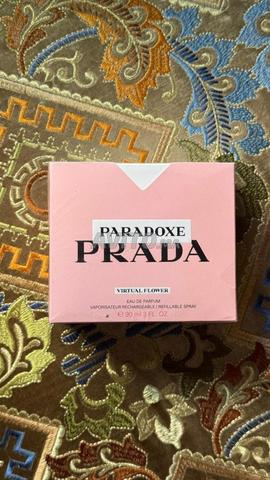 PARADOXE
PRADA
VIRTUAL FLOWER
EAU DE PARFUM
VAPORISATEUR RECHARGEABLE / REFILLABLE SPRAY
℮ 90 ml 3 FL. OZ.